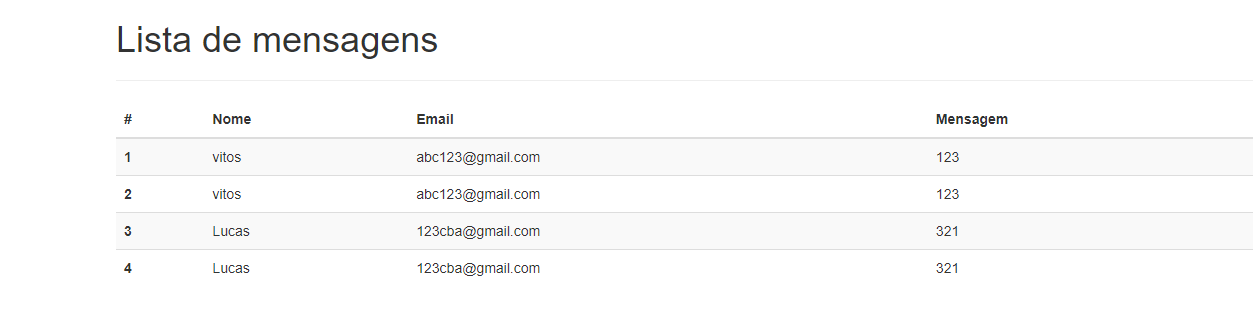 Lista de mensagens
# Nome Email Mensagem
1 vitos abc123@gmail.com 123
2 vitos abc123@gmail.com 123
3 Lucas 123cba@gmail.com 321
4 Lucas 123cba@gmail.com 321